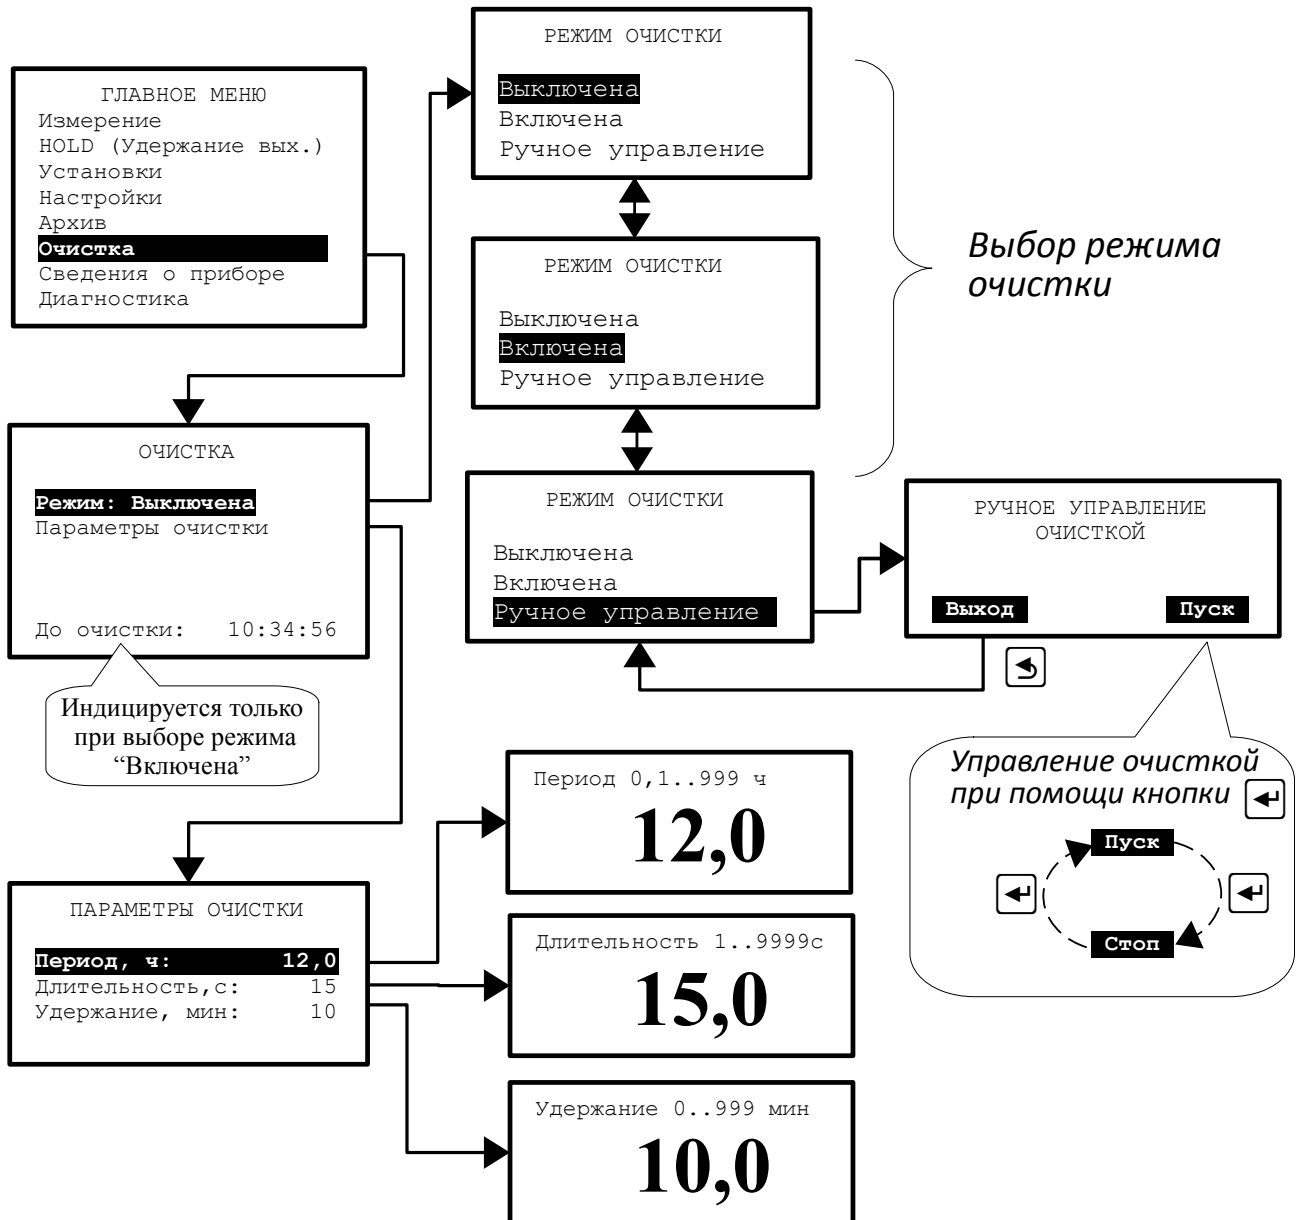 ГЛАВНОЕ МЕНЮ
Измерение
HOLD (Удержание вых.)
Установки
Настройки
Архив
Очистка
Сведения о приборе
Диагностика
РЕЖИМ ОЧИСТКИ
Выключена
Включена
Ручное управление
РЕЖИМ ОЧИСТКИ
Выключена
Включена
Ручное управление
РЕЖИМ ОЧИСТКИ
Выключена
Включена
Ручное управление
Выбор режима
очистки
ОЧИСТКА
Режим: Выключена
Параметры очистки
До очистки: 10:34:56
Индицируется только
при выборе режима
“Включена”
РУЧНОЕ УПРАВЛЕНИЕ
ОЧИСТКОЙ
Выход Пуск
Управление очисткой
при помощи кнопки
Пуск
Стоп
ПАРАМЕТРЫ ОЧИСТКИ
Период, ч: 12,0
Длительность,с: 15
Удержание, мин: 10
Период 0,1..999 ч
12,0
Длительность 1..9999с
15,0
Удержание 0..999 мин
10,0